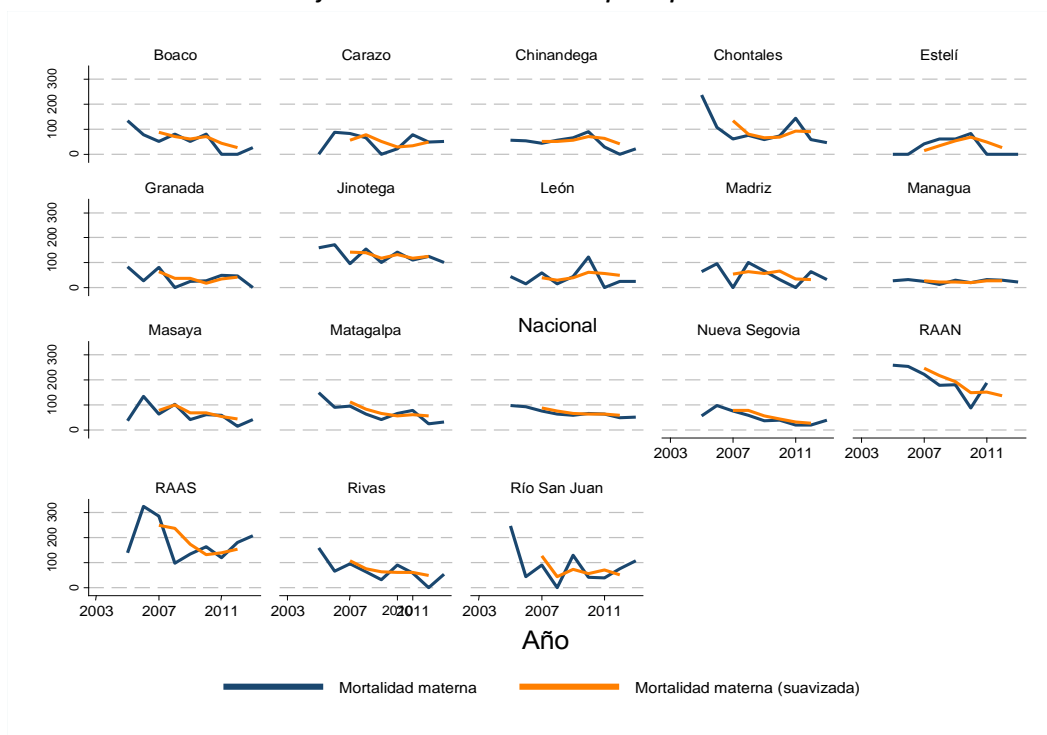 Boaco Carazo Chinandega Chontales Estelí
0 100 200 300
Granada Jinotega León Madriz Managua
0 100 200 300
Masaya Matagalpa Nacional Nueva Segovia RAAN
0 100 200 300
2003 2007 2011 2003 2007 2011
RAAS Rivas Río San Juan
0 100 200 300
2003 2007 2011 2003 2007 2011 2003 2007 2011
Año
Mortalidad materna Mortalidad materna (suavizada)